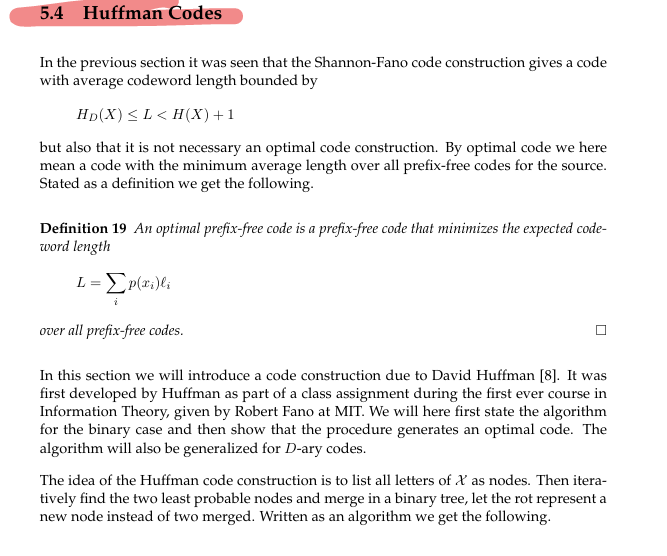 5.4 Huffman Codes
In the previous section it was seen that the Shannon-Fano code construction gives a code
with average codeword length bounded by
H_D(X) ≤ L < H(X) + 1
but also that it is not necessary an optimal code construction. By optimal code we here
mean a code with the minimum average length over all prefix-free codes for the source.
Stated as a definition we get the following.
Definition 19 An optimal prefix-free code is a prefix-free code that minimizes the expected code-
word length
L = ∑_i p(x_i)ℓ_i
over all prefix-free codes. □
In this section we will introduce a code construction due to David Huffman [8]. It was
first developed by Huffman as part of a class assignment during the first ever course in
Information Theory, given by Robert Fano at MIT. We will here first state the algorithm
for the binary case and then show that the procedure generates an optimal code. The
algorithm will also be generalized for D-ary codes.
The idea of the Huffman code construction is to list all letters of 𝒳 as nodes. Then itera-
tively find the two least probable nodes and merge in a binary tree, let the rot represent a
new node instead of two merged. Written as an algorithm we get the following.